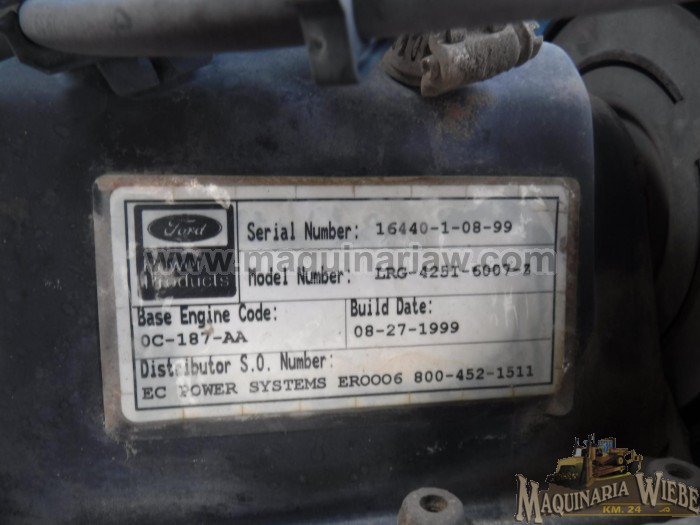 Ford
Serial Number: 16440-1-08-99
www.maquinariajw.com
Products
Model Number: LRG-4251-6007-
Base Engine Code:
0C-187-AA
Build Date:
08-27-1999
Distributor S.O. Number:
EC POWER SYSTEMS ER0006 800-452-1511
MAQUINARIA WIEBE
KM. 24